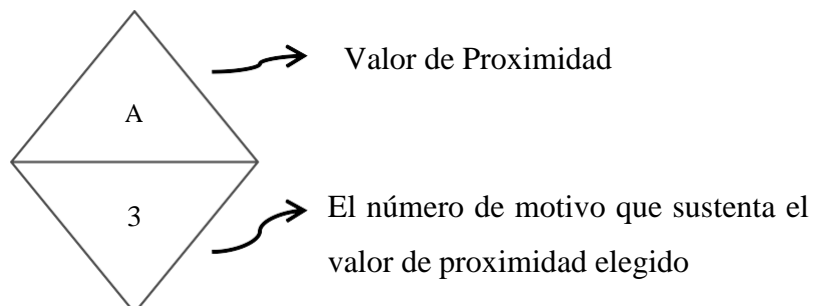 Valor de Proximidad
A
3
El número de motivo que sustenta el
valor de proximidad elegido